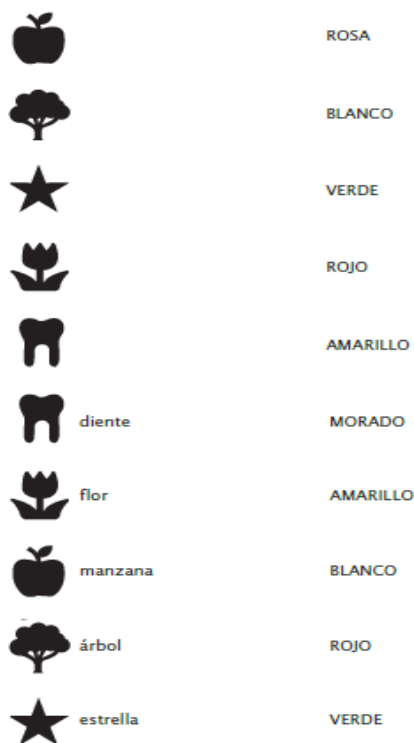 ROSA
BLANCO
VERDE
ROJO
AMARILLO
diente MORADO
flor AMARILLO
manzana BLANCO
árbol ROJO
estrella VERDE